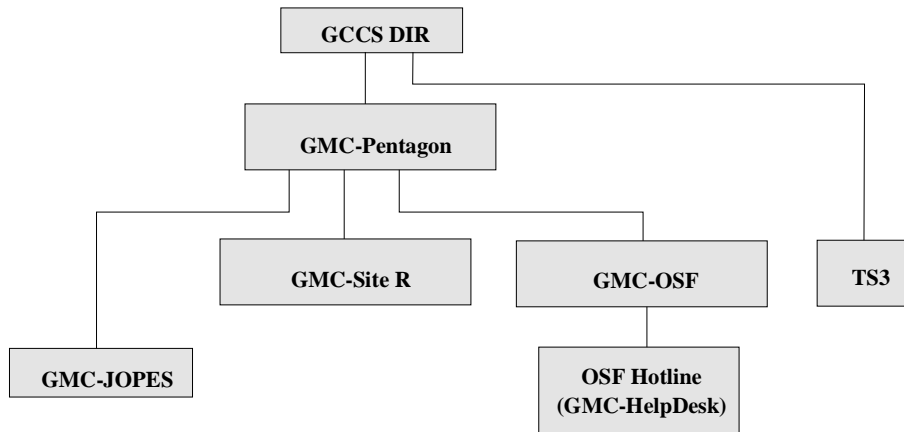 GCCS DIR
GMC-Pentagon
GMC-Site R
GMC-OSF
TS3
GMC-JOPES
OSF Hotline
(GMC-HelpDesk)